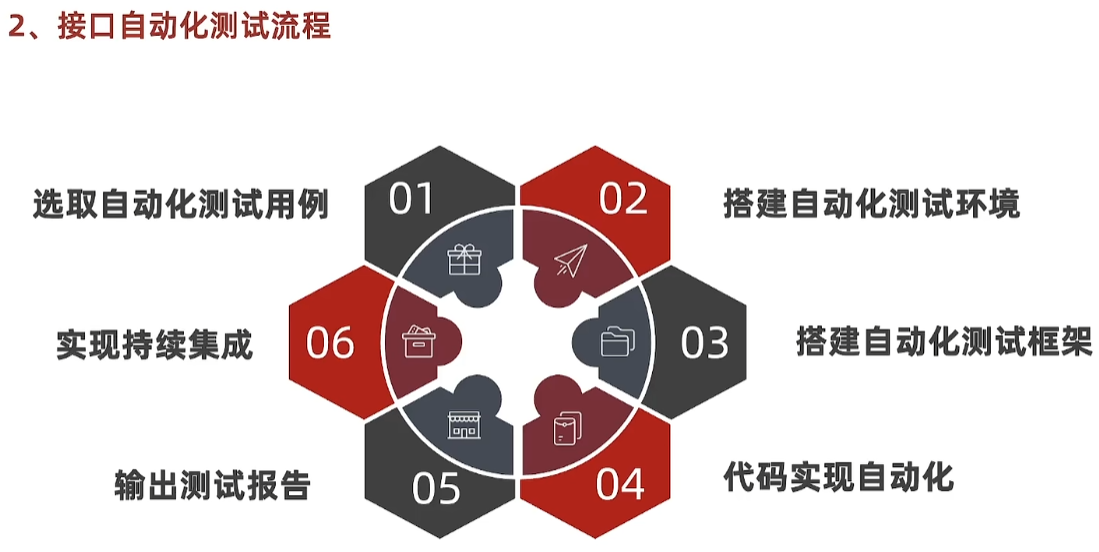 2、接口自动化测试流程
01
选取自动化测试用例
02
搭建自动化测试环境
03
搭建自动化测试框架
04
代码实现自动化
05
输出测试报告
06
实现持续集成